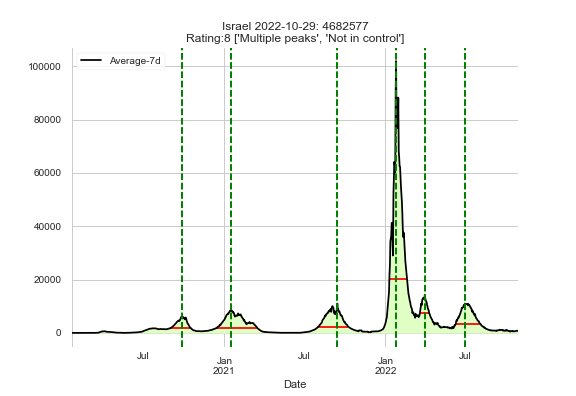 Israel 2022-10-29: 4682577
Rating:8 ['Multiple peaks', 'Not in control']
Average-7d
100000
80000
60000
40000
20000
0
Jul
Jan
2021
Jul
Jan
2022
Jul
Date